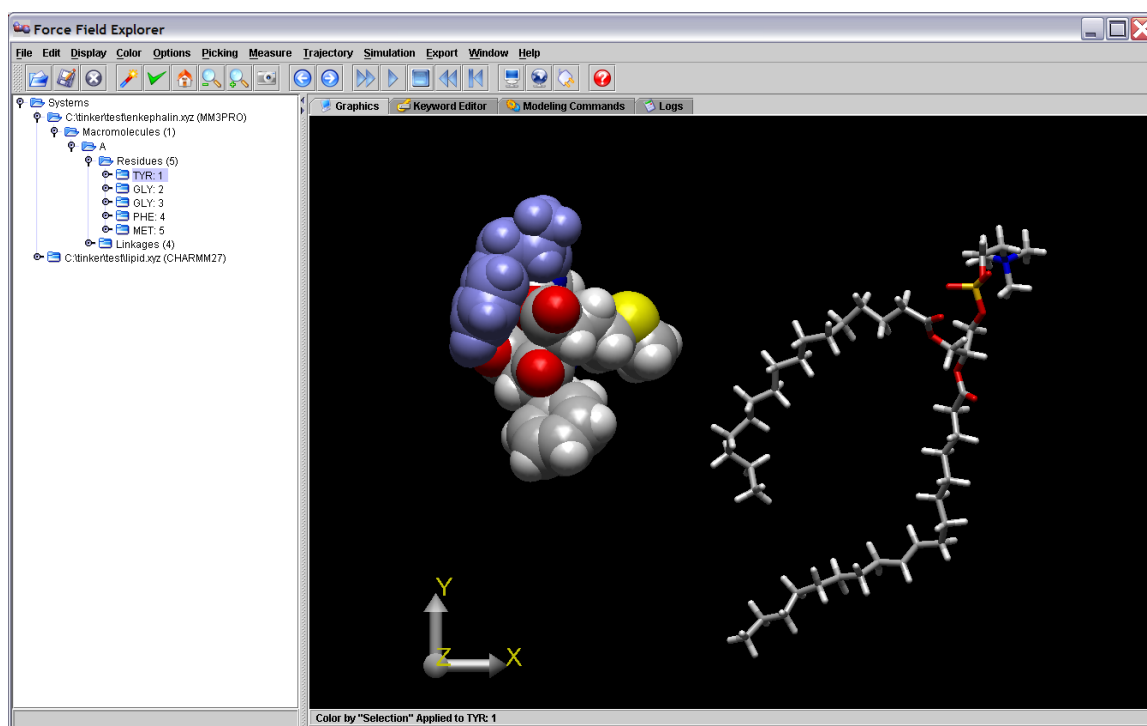 Force Field Explorer
File Edit Display Color Options Picking Measure Trajectory Simulation Export Window Help
Graphics Keyword Editor Modeling Commands Logs
Systems
C:\tinker\test\enkephalin.xyz (MM3PRO)
Macromolecules (1)
A
Residues (5)
TYR: 1
GLY: 2
GLY: 3
PHE: 4
MET: 5
Linkages (4)
C:\tinker\test\lipid.xyz (CHARMM27)
Y
Z
X
Color by "Selection" Applied to TYR: 1